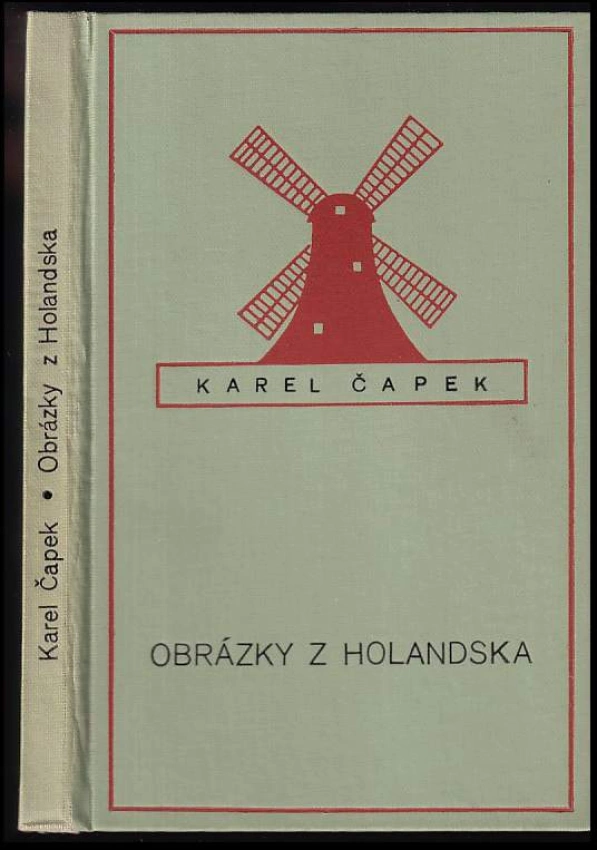 Karel Čapek • Obrázky z Holandska
KAREL ČAPEK
OBRÁZKY Z HOLANDSKA